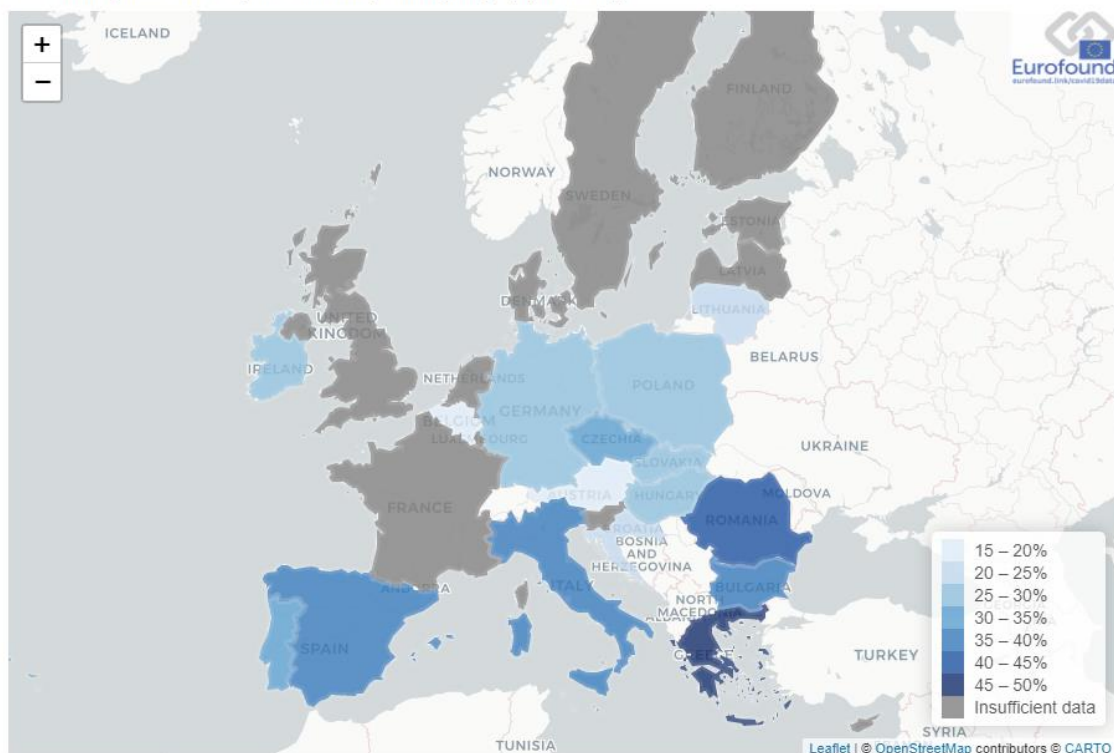 ICELAND
+
−
Eurofound
eurofound.link/covid19data
FINLAND
NORWAY
SWEDEN
ESTONIA
LATVIA
DENMARK
LITHUANIA
UNITED
KINGDOM
IRELAND
BELARUS
NETHERLANDS
POLAND
GERMANY
BELGIUM
LUXEMBOURG
CZECHIA
UKRAINE
SLOVAKIA
AUSTRIA
HUNGARY
MOLDOVA
FRANCE
ROMANIA
CROATIA
BOSNIA
AND
HERZEGOVINA
ANDORRA
ITALY
BULGARIA
NORTH
MACEDONIA
SPAIN
GREECE
TURKEY
SYRIA
TUNISIA
15 – 20%
20 – 25%
25 – 30%
30 – 35%
35 – 40%
40 – 45%
45 – 50%
Insufficient data
Leaflet | © OpenStreetMap contributors © CARTO